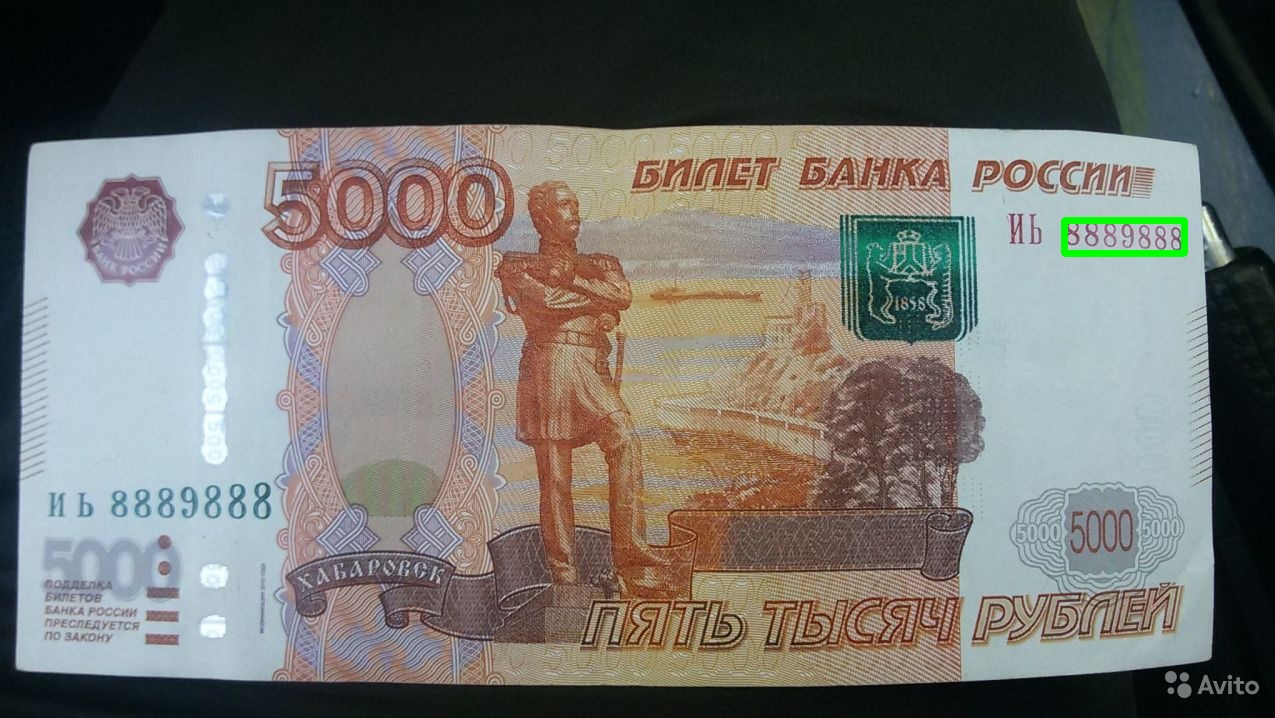 5000
БИЛЕТ БАНКА РОССИИ
БАНК РОССИИ
ИЬ 8889888
1858
ИЬ 8889888
5000
ПОДДЕЛКА
БИЛЕТОВ
БАНКА РОССИИ
ПРЕСЛЕДУЕТСЯ
ПО ЗАКОНУ
ХАБАРОВСК
5000 5000 5000
ПЯТЬ ТЫСЯЧ РУБЛЕЙ
Avito